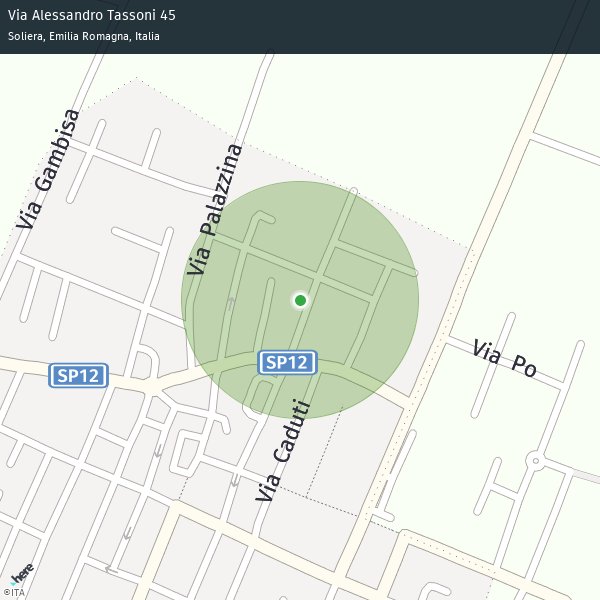 Via Alessandro Tassoni 45
Soliera, Emilia Romagna, Italia
Via Gambisa
Via Palazzina
Via Po
SP12
SP12
Via Caduti
here
©ITA